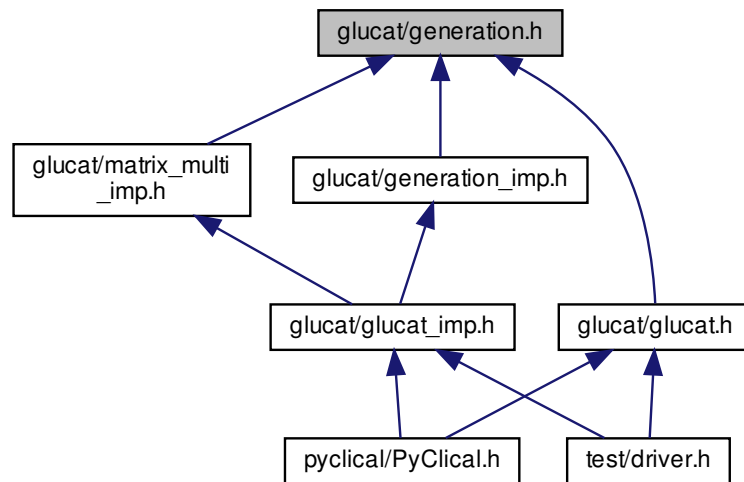 glucat/generation.h
glucat/matrix_multi
_imp.h
glucat/generation_imp.h
glucat/glucat_imp.h
glucat/glucat.h
pyclical/PyClical.h
test/driver.h